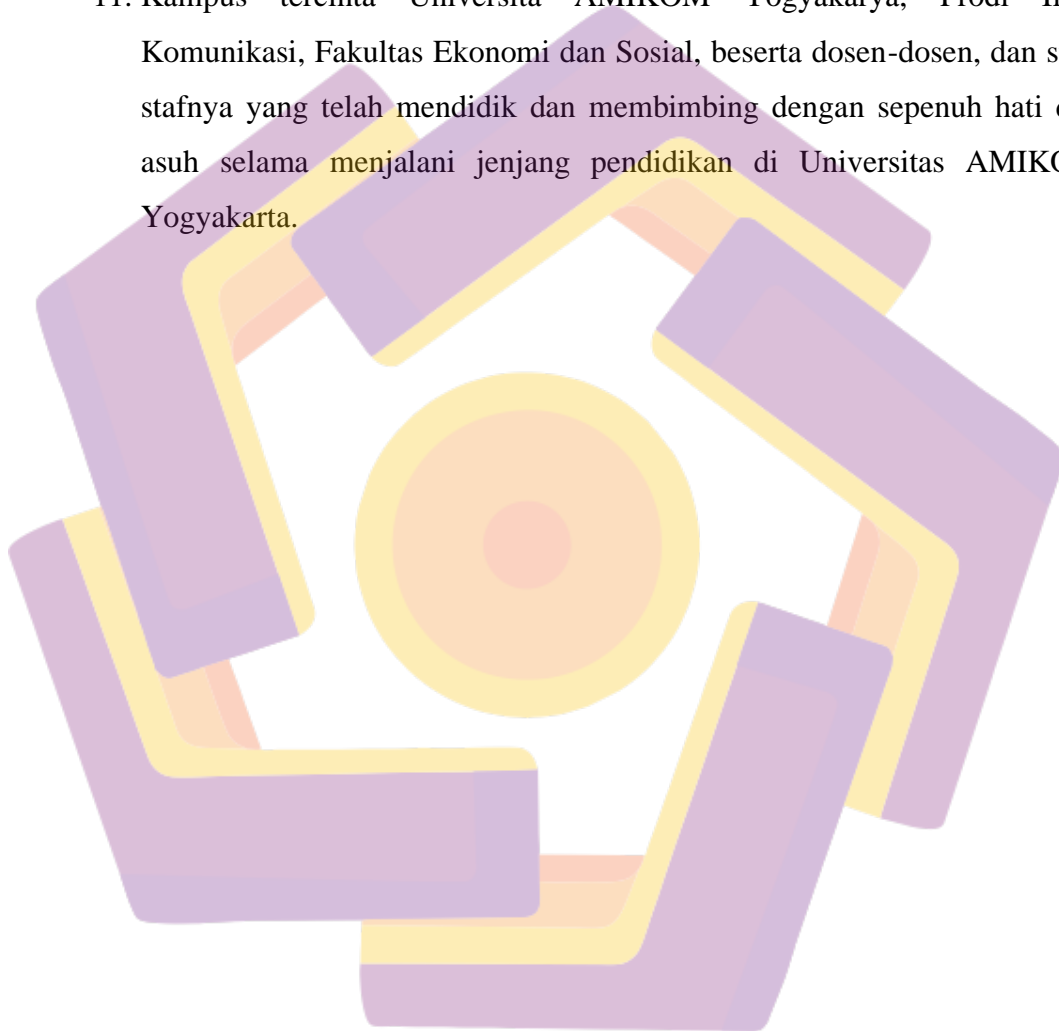 11. Kampus tercinta Universita AMIKOM Yogyakarya, Prodi
Komunikasi, Fakultas Ekonomi dan Sosial, beserta dosen-dosen, dan
stafnya yang telah mendidik dan membimbing dengan sepenuh hati
asuh selama menjalani jenjang pendidikan di Universitas
Yogyakarta.